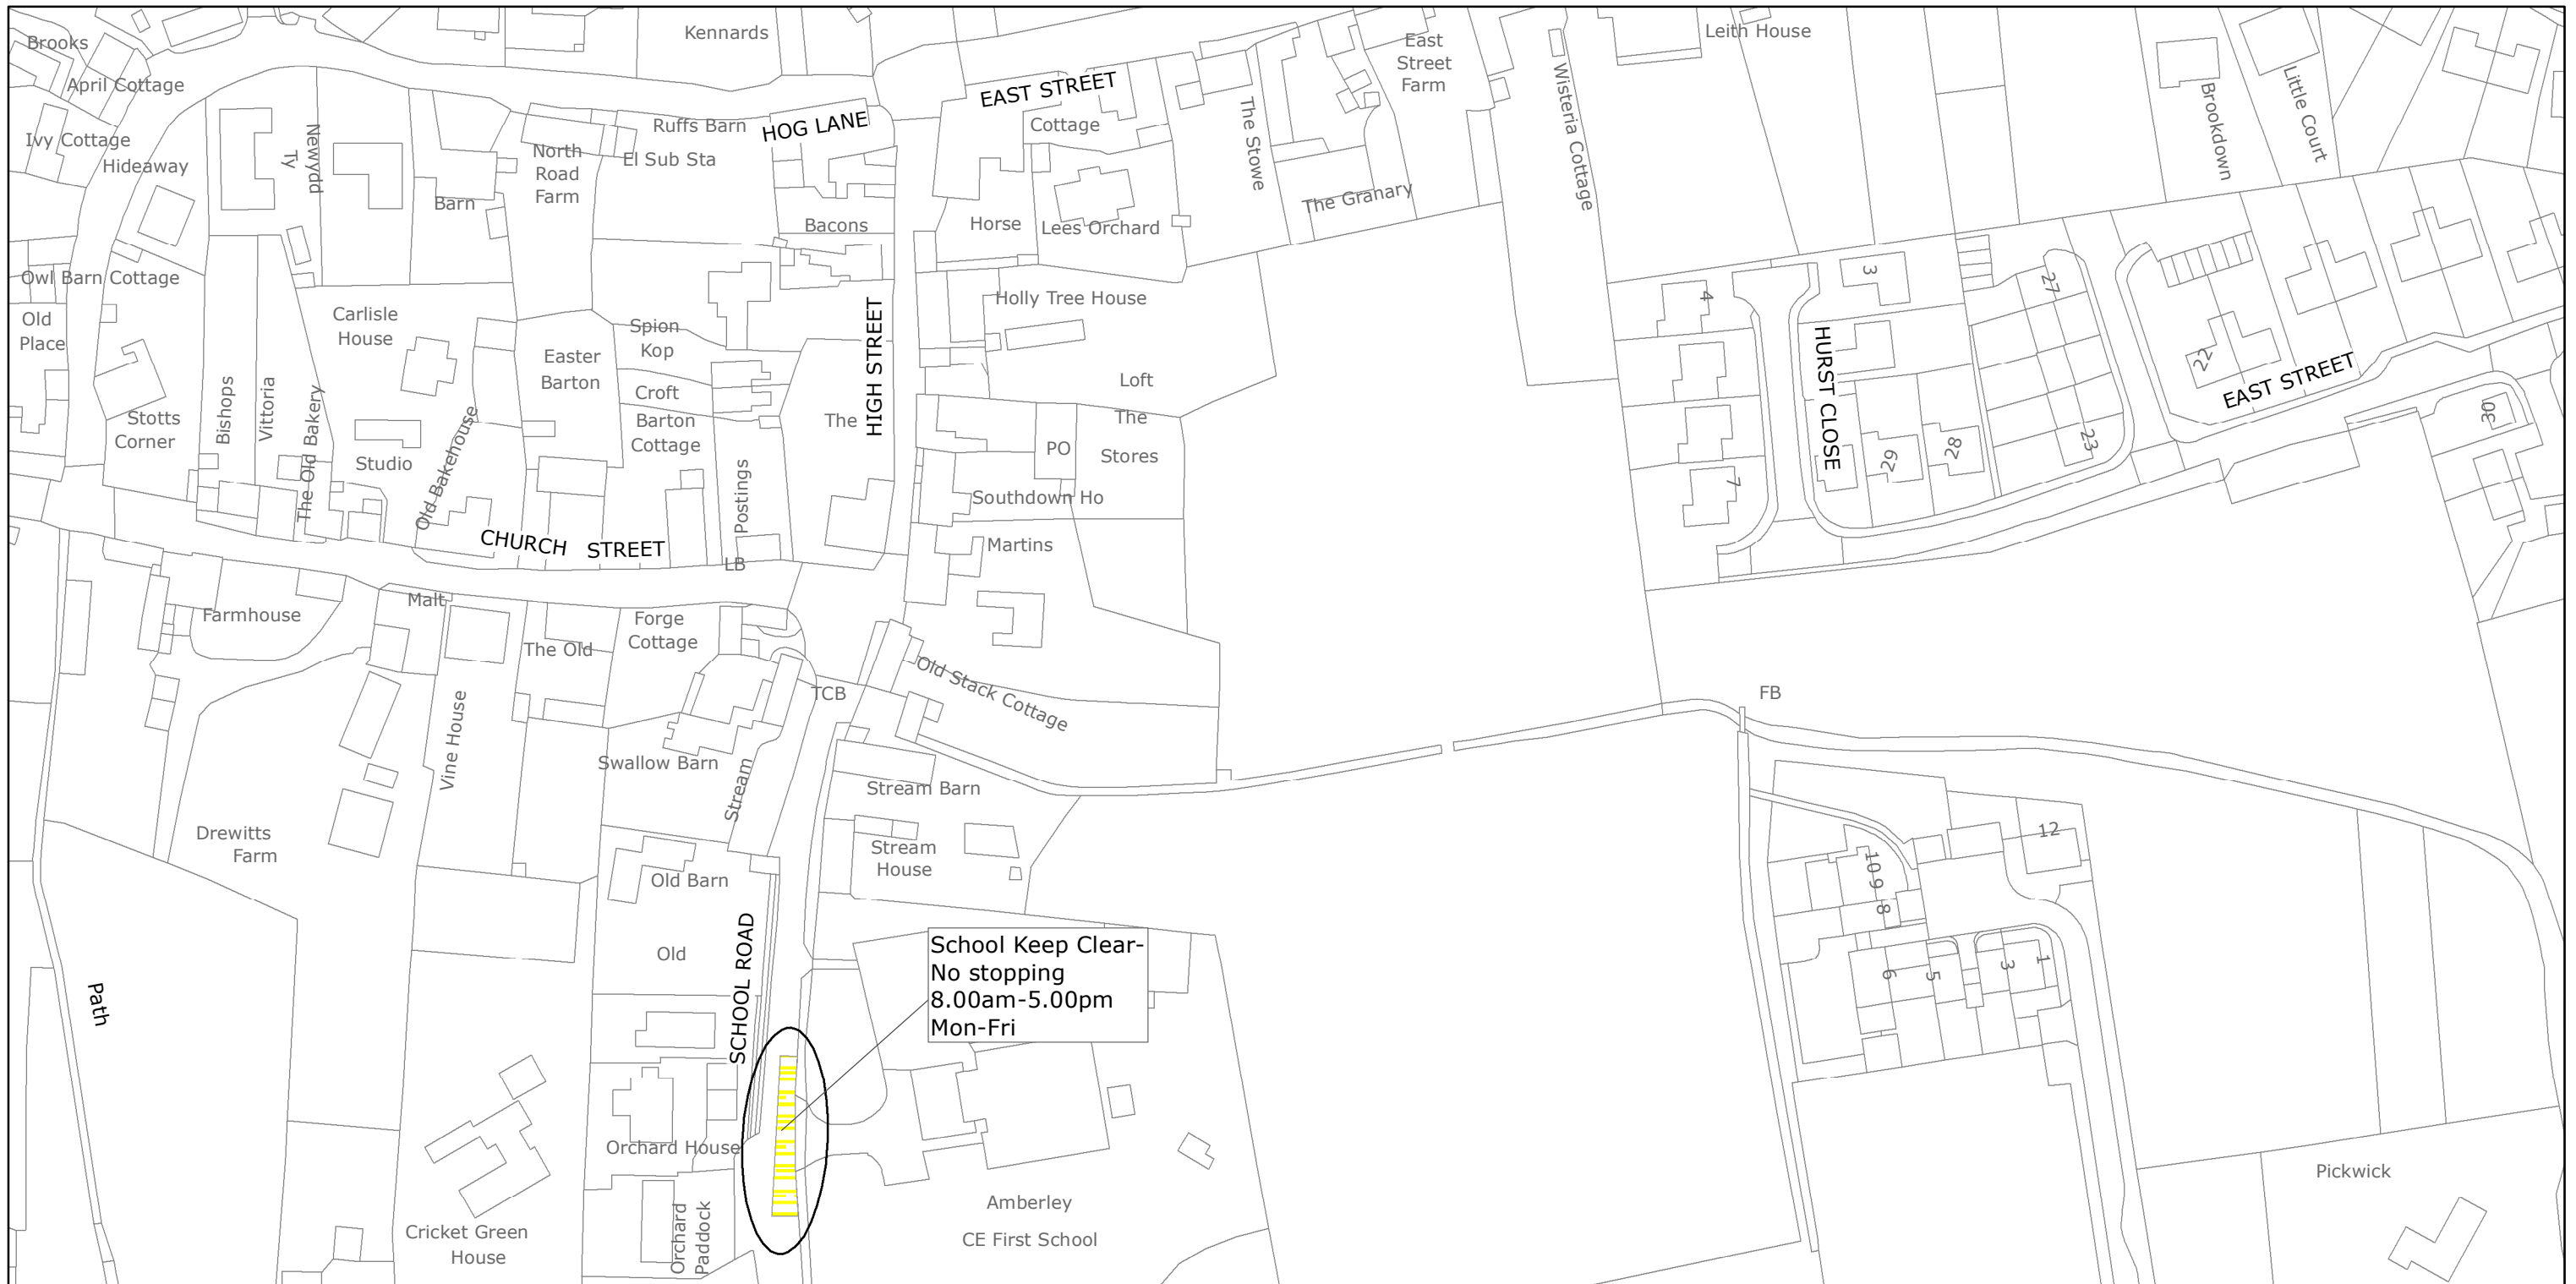 Kennards
Leith House
Brooks
East
Street
Farm
April Cottage
EAST STREET
Wisteria Cottage
Little Court
Brookdown
Ruffs Barn
HOG LANE
Cottage
The Stowe
Ivy Cottage
Hideaway
Ty
Newydd
North
Road
Farm
El Sub Sta
Barn
The Granary
Bacons
Horse
Lees Orchard
Owl Barn Cottage
Old
Place
Carlisle
House
Holly Tree House
4
3
27
Spion
Kop
HIGH STREET
HURST CLOSE
Easter
Barton
Croft
Loft
22
EAST STREET
Bishops
Vittoria
The Old Bakery
Stotts
Corner
Barton
Cottage
The
The
Stores
PO
30
23
28
29
7
Studio
Old Bakehouse
Postings
Southdown Ho
CHURCH STREET
LB
Martins
Farmhouse
Malt
The Old
Forge
Cottage
Old Stack Cottage
TCB
FB
Vine House
Swallow Barn
Stream
Stream Barn
Drewitts
Farm
Stream
House
12
10
9
8
Old Barn
Old
SCHOOL ROAD
School Keep Clear-
No stopping
8.00am-5.00pm
Mon-Fri
6
5
3
1
Path
Orchard House
Orchard
Paddock
Amberley
CE First School
Cricket Green
House
Pickwick